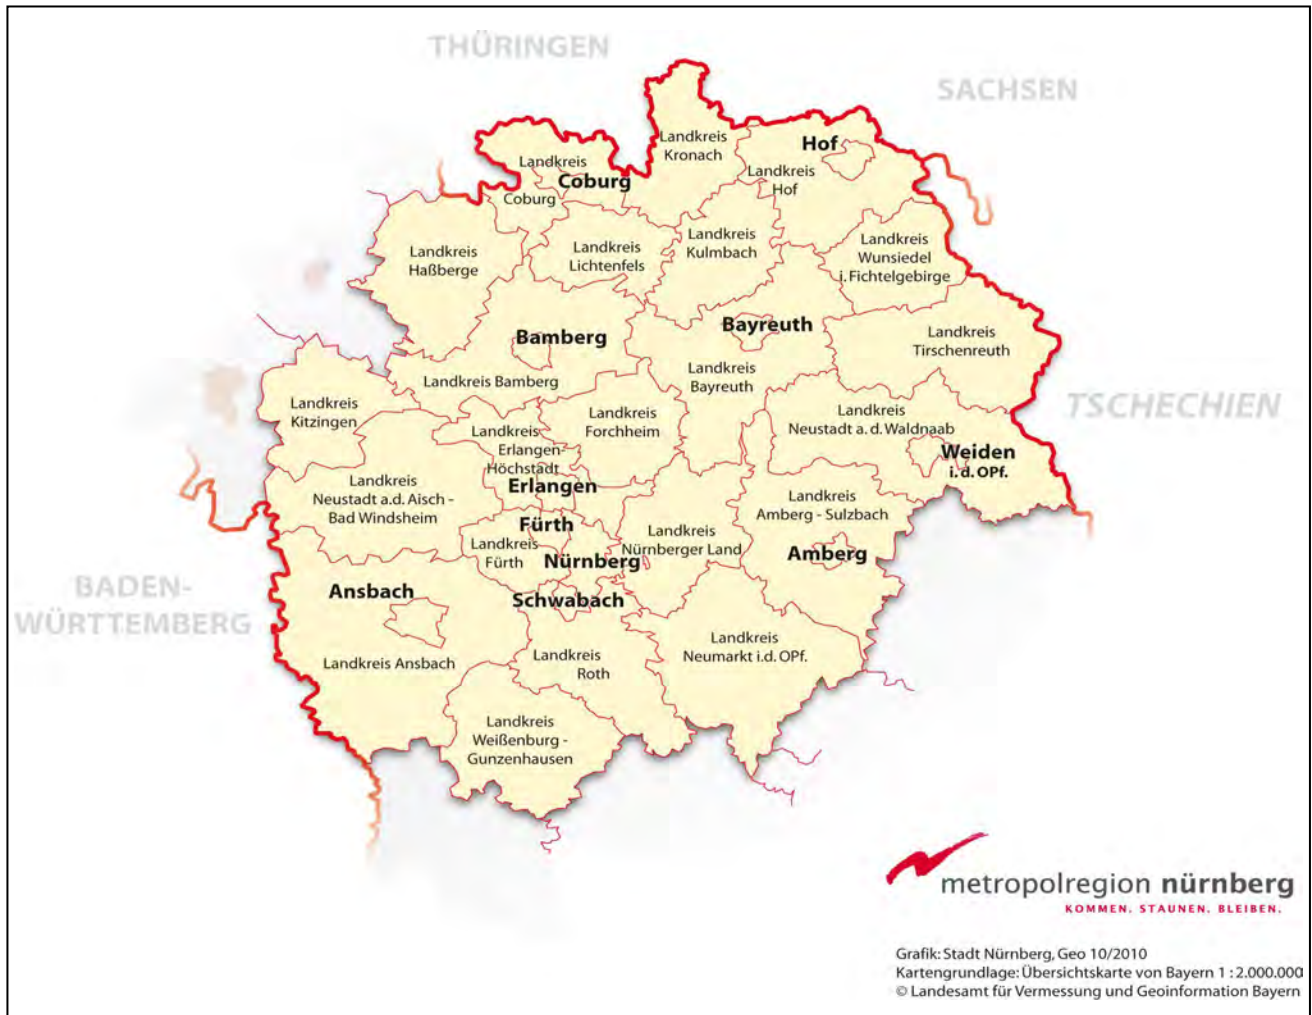 THÜRINGEN
SACHSEN
Landkreis
Kronach
Hof
Landkreis
Hof
Landkreis
Coburg
Coburg
Landkreis
Haßberge
Landkreis
Lichtenfels
Landkreis
Kulmbach
Landkreis
Wunsiedel
i. Fichtelgebirge
Bamberg
Bayreuth
Landkreis
Tirschenreuth
Landkreis Bamberg
Landkreis
Bayreuth
TSCHECHIEN
Landkreis
Kitzingen
Landkreis
Forchheim
Landkreis
Neustadt a. d. Waldnaab
Landkreis
Erlangen-
Höchstadt
Weiden
i.d. OPf.
Erlangen
Landkreis
Neustadt a.d. Aisch -
Bad Windsheim
Landkreis
Amberg - Sulzbach
Fürth
Landkreis
Fürth
Landkreis
Nürnberger Land
Nürnberg
Amberg
BADEN-
WÜRTTEMBERG
Ansbach
Schwabach
Landkreis Ansbach
Landkreis
Roth
Landkreis
Neumarkt i.d. OPf.
Landkreis
Weißenburg -
Gunzenhausen
metropolregion nürnberg
KOMMEN. STAUNEN. BLEIBEN.
Grafik: Stadt Nürnberg, Geo 10/2010
Kartengrundlage: Übersichtskarte von Bayern 1 : 2.000.000
© Landesamt für Vermessung und Geoinformation Bayern